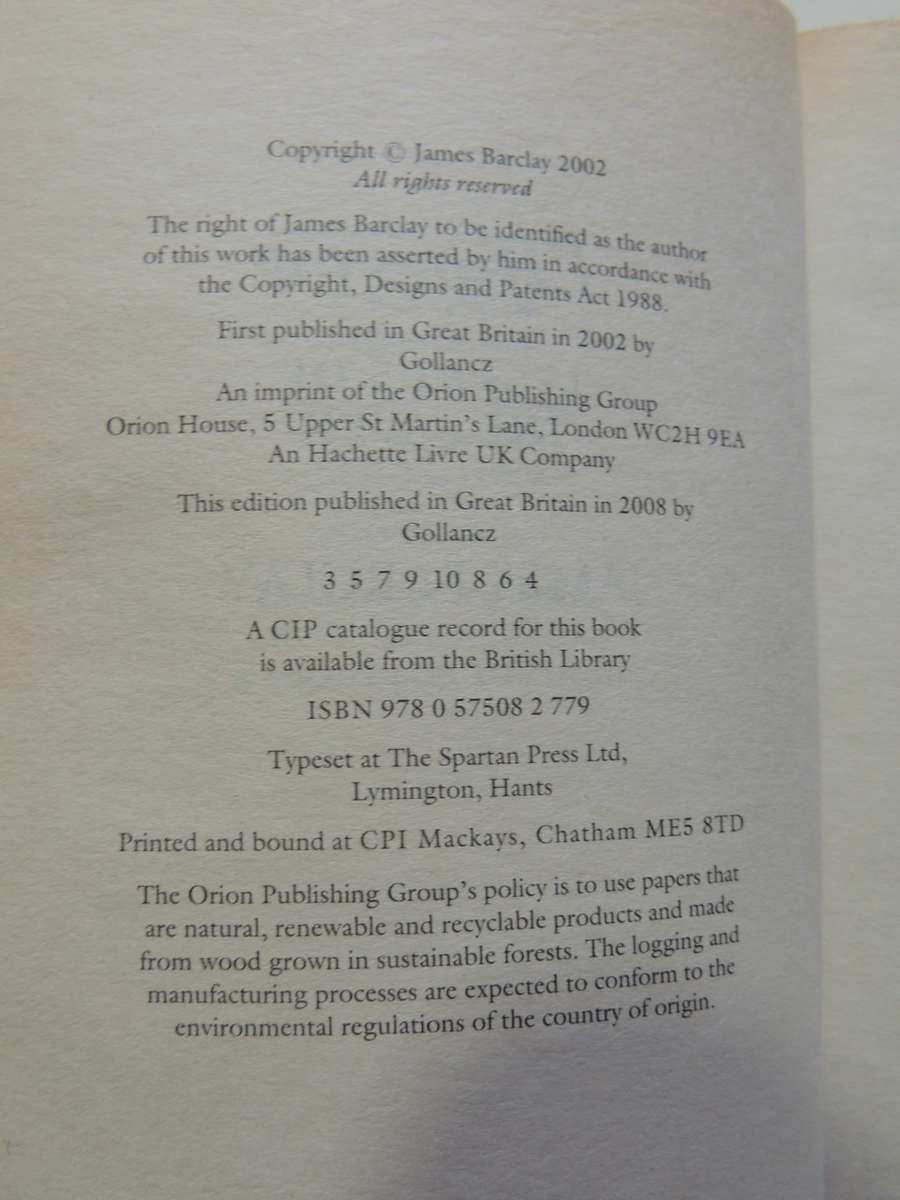 Copyright © James Barclay 2002
All rights reserved
The right of James Barclay to be identified as the author
of this work has been asserted by him in accordance with
the Copyright, Designs and Patents Act 1988.
First published in Great Britain in 2002 by
Gollancz
An imprint of the Orion Publishing Group
Orion House, 5 Upper St Martin's Lane, London WC2H 9EA
An Hachette Livre UK Company
This edition published in Great Britain in 2008 by
Gollancz
3 5 7 9 10 8 6 4
A CIP catalogue record for this book
is available from the British Library
ISBN 978 0 57508 2 779
Typeset at The Spartan Press Ltd,
Lymington, Hants
Printed and bound at CPI Mackays, Chatham ME5 8TD
The Orion Publishing Group's policy is to use papers that
are natural, renewable and recyclable products and made
from wood grown in sustainable forests. The logging and
manufacturing processes are expected to conform to the
environmental regulations of the country of origin.